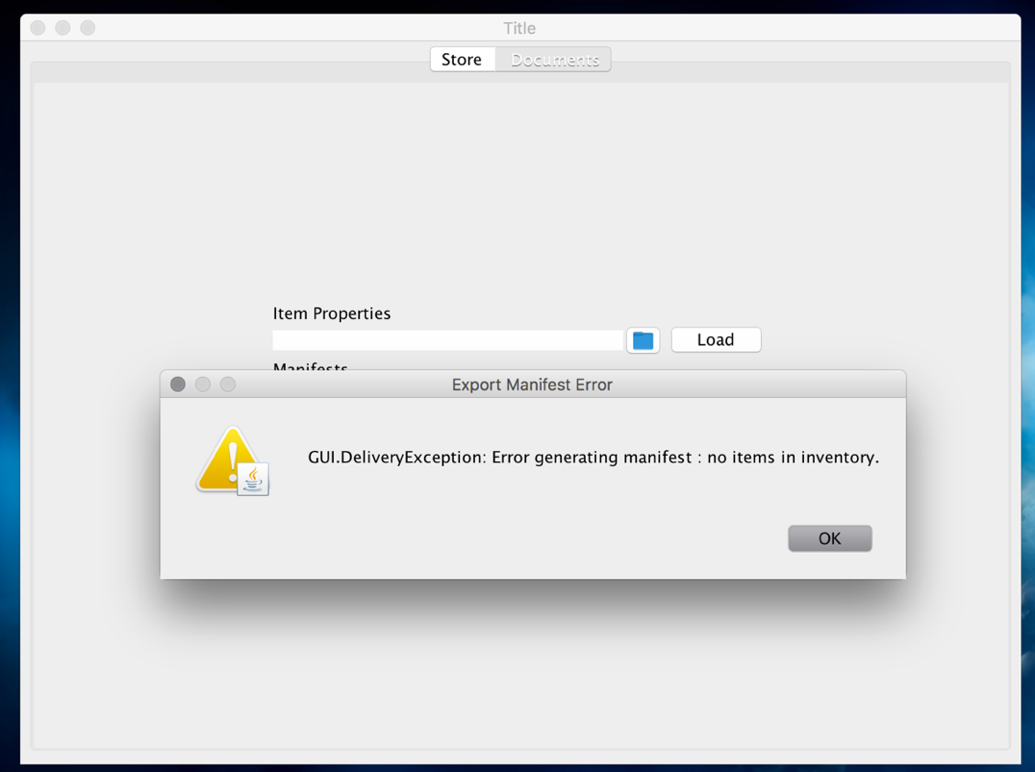 Title
Store Documents
Item Properties
Load
Manifests
Export Manifest Error
GUI.DeliveryException: Error generating manifest : no items in inventory.
OK